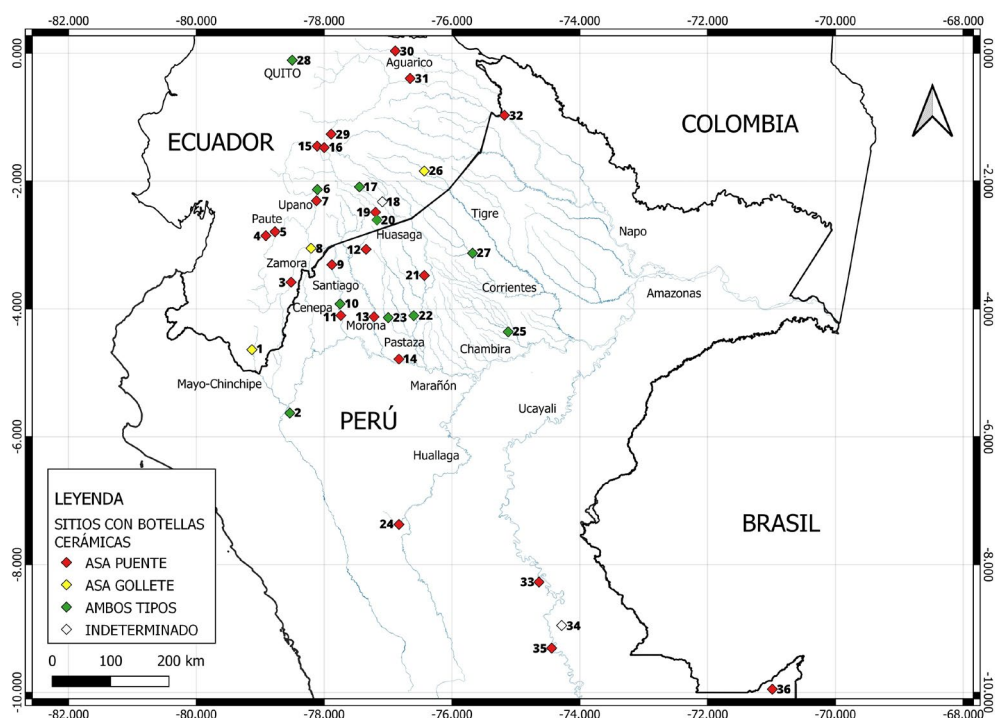 -82.000 -80.000 -78.000 -76.000 -74.000 -72.000 -70.000 -68.000
0.000 0.000
30
28
Aguarico
QUITO
31
32
COLOMBIA
29
ECUADOR
15 16
26
-2.000 -2.000
6 17
7 18
Upano
19
20
Tigre
Paute
4 5
Napo
Huasaga
8 12
27
Zamora 9
21
3
Santiago
Corrientes
Amazonas
10
Cenepa
-4.000 -4.000
11 13 23 22
Morona
25
Pastaza
Chambira
1
14
Mayo-Chinchipe
Marañón
2
Ucayali
PERÚ
-6.000 -6.000
Huallaga
LEYENDA
SITIOS CON BOTELLAS
CERÁMICAS
ASA PUENTE
ASA GOLLETE
AMBOS TIPOS
INDETERMINADO
0 100 200 km
24
BRASIL
-8.000 -8.000
33
34
35
36
-10.000 -10.000
-82.000 -80.000 -78.000 -76.000 -74.000 -72.000 -70.000 -68.000